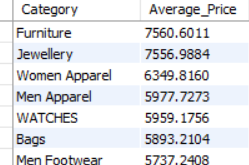 Category Average_Price
Furniture 7560.6011
Jewellery 7556.9884
Women Apparel 6349.8160
Men Apparel 5977.7273
WATCHES 5959.1756
Bags 5893.2104
Men Footwear 5737.2408